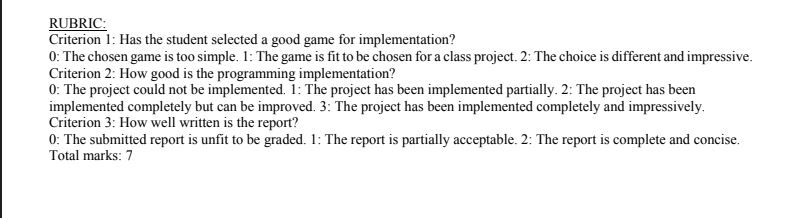 RUBRIC:
Criterion 1: Has the student selected a good game for implementation?
0: The chosen game is too simple. 1: The game is fit to be chosen for a class project. 2: The choice is different and impressive.
Criterion 2: How good is the programming implementation?
0: The project could not be implemented. 1: The project has been implemented partially. 2: The project has been
implemented completely but can be improved. 3: The project has been implemented completely and impressively.
Criterion 3: How well written is the report?
0: The submitted report is unfit to be graded. 1: The report is partially acceptable. 2: The report is complete and concise.
Total marks: 7